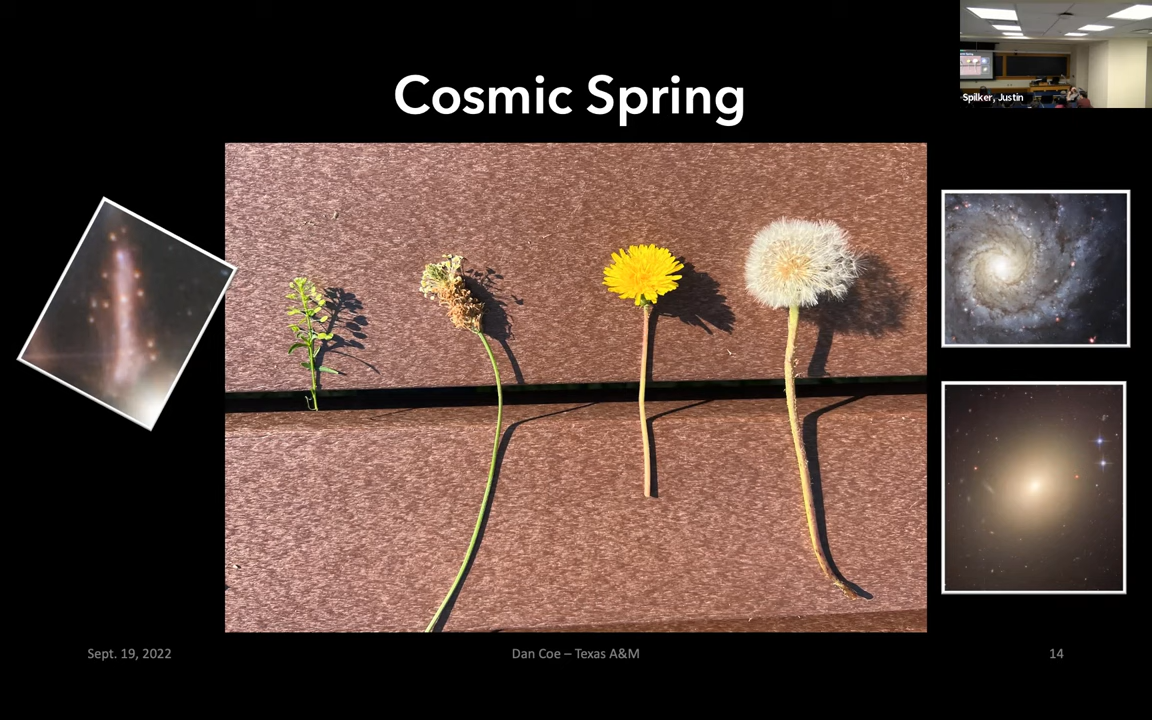 Cosmic Spring
Spilker, Justin
Sept. 19, 2022
Dan Coe – Texas A&M
14